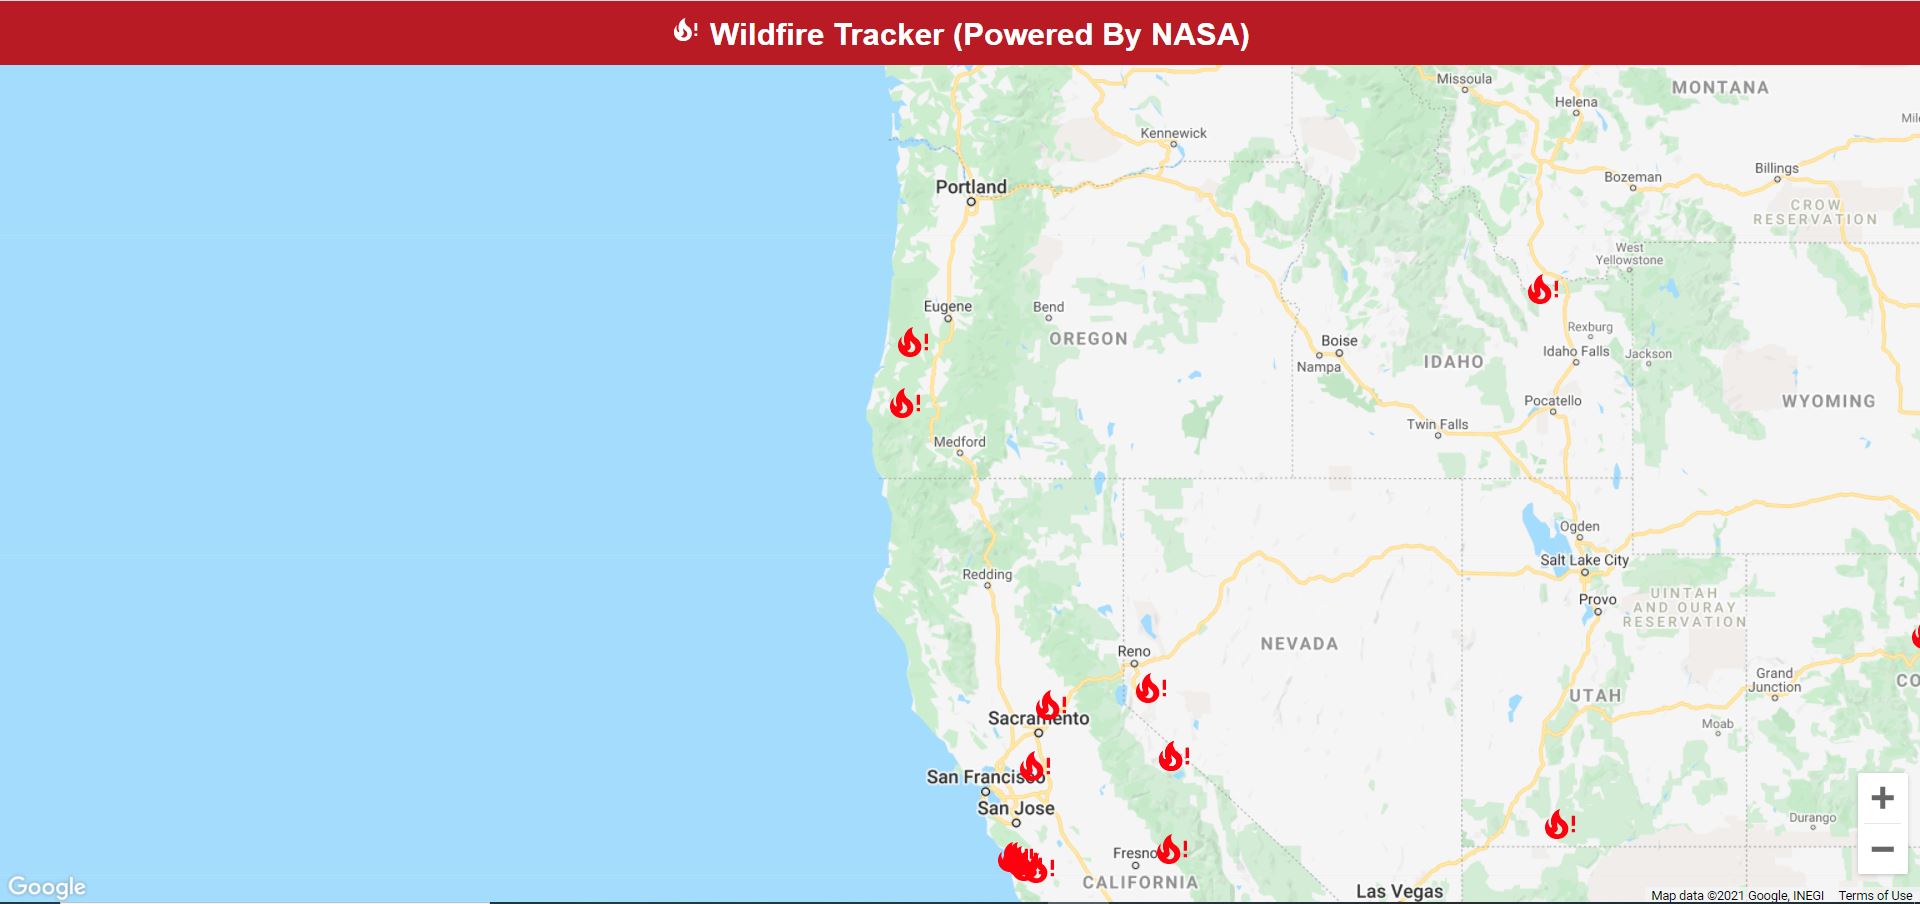 Wildfire Tracker (Powered By NASA)
Missoula
MONTANA
Helena
Kennewick
Billings
Bozeman
Portland
CROW
RESERVATION
West
Yellowstone
Eugene
Bend
OREGON
Rexburg
Boise
Idaho Falls
Jackson
Nampa
IDAHO
Pocatello
WYOMING
Twin Falls
Medford
Ogden
Salt Lake City
Redding
Provo
UINTAH
AND OURAY
RESERVATION
NEVADA
Reno
Grand
Junction
CO
UTAH
Sacramento
Moab
San Francisco
San Jose
Durango
Fresno
CALIFORNIA
Las Vegas
Google
Map data ©2021 Google, INEGI
Terms of Use